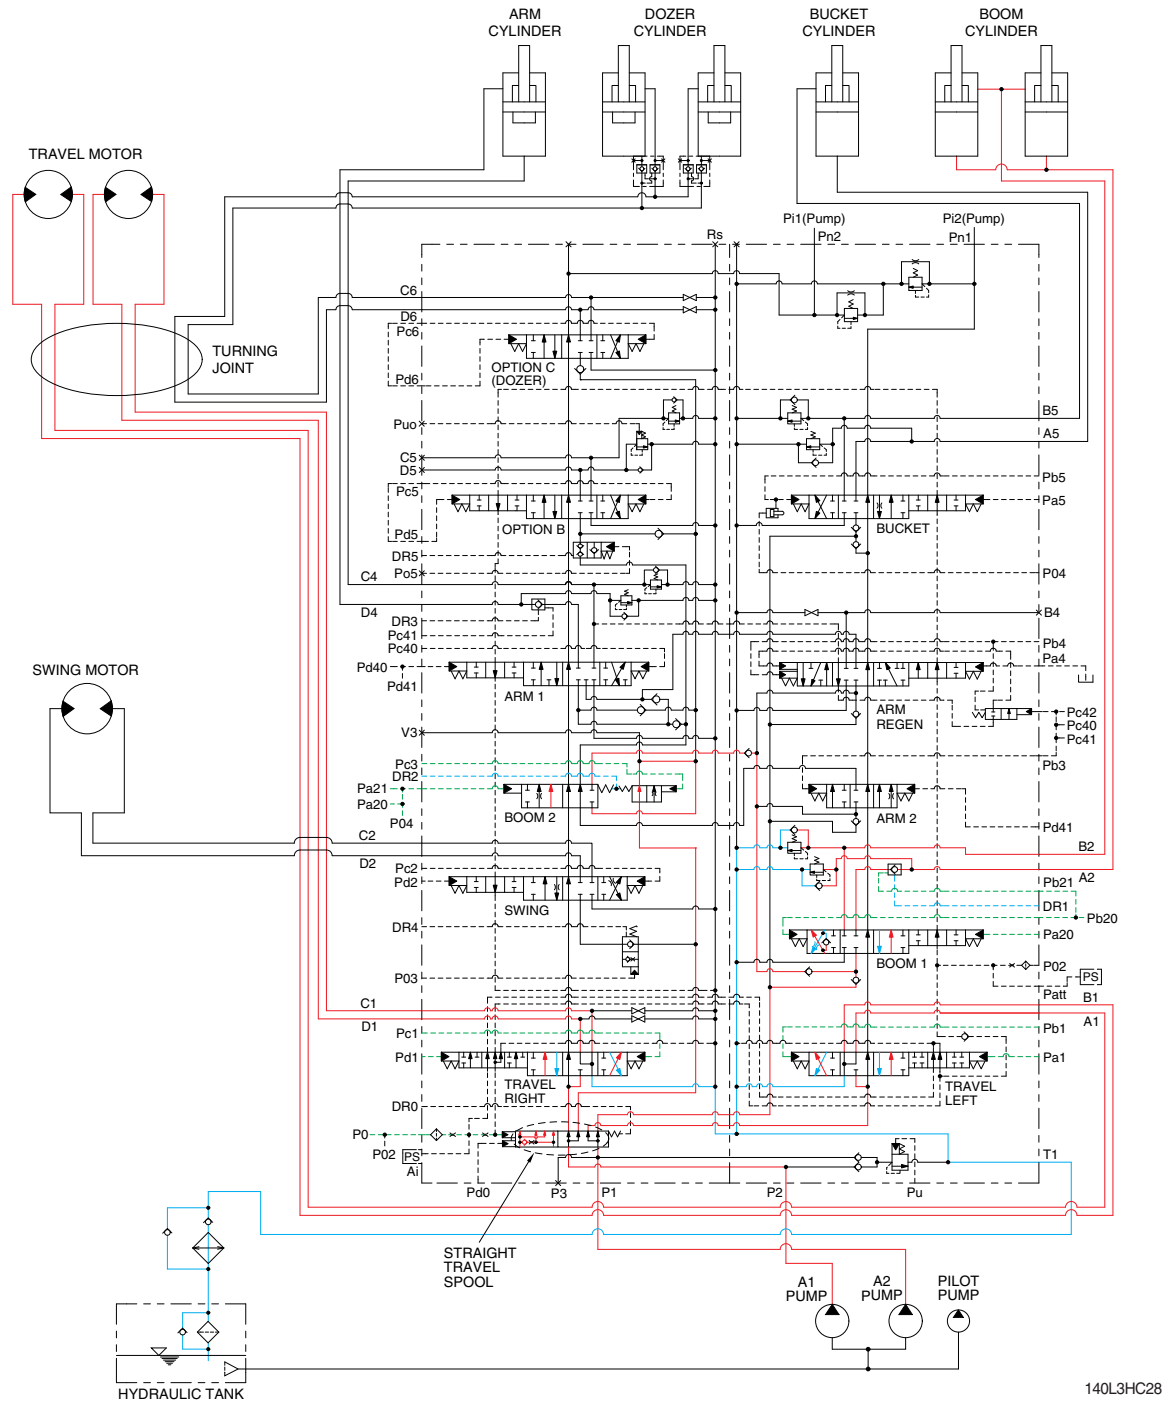 ARM
CYLINDER
DOZER
CYLINDER
BUCKET
CYLINDER
BOOM
CYLINDER
TRAVEL MOTOR
TURNING
JOINT
Pi1(Pump)
Pi2(Pump)
Rs
Pn2
Pn1
C6
D6
Pc6
OPTION C
(DOZER)
Pd6
Puo
B5
A5
C5
D5
Pb5
Pc5
Pa5
OPTION B
BUCKET
Pd5
DR5
Po5
C4
P04
D4
B4
DR3
Pc41
Pc40
Pb4
Pa4
Pd40
Pd41
ARM 1
ARM
REGEN
SWING MOTOR
Pc42
Pc40
Pc41
V3
Pc3
DR2
Pb3
Pa21
Pa20
P04
BOOM 2
ARM 2
Pd41
C2
B2
D2
A2
Pc2
Pd2
Pb21
DR1
SWING
Pb20
DR4
Pa20
BOOM 1
P03
P02
PS
Patt
C1
B1
D1
A1
Pc1
Pb1
Pd1
Pa1
TRAVEL
RIGHT
TRAVEL
LEFT
DR0
P0
P02
PS
Ai
T1
Pd0
P3
P1
P2
Pu
STRAIGHT
TRAVEL
SPOOL
A1
PUMP
A2
PUMP
PILOT
PUMP
HYDRAULIC TANK
140L3HC28